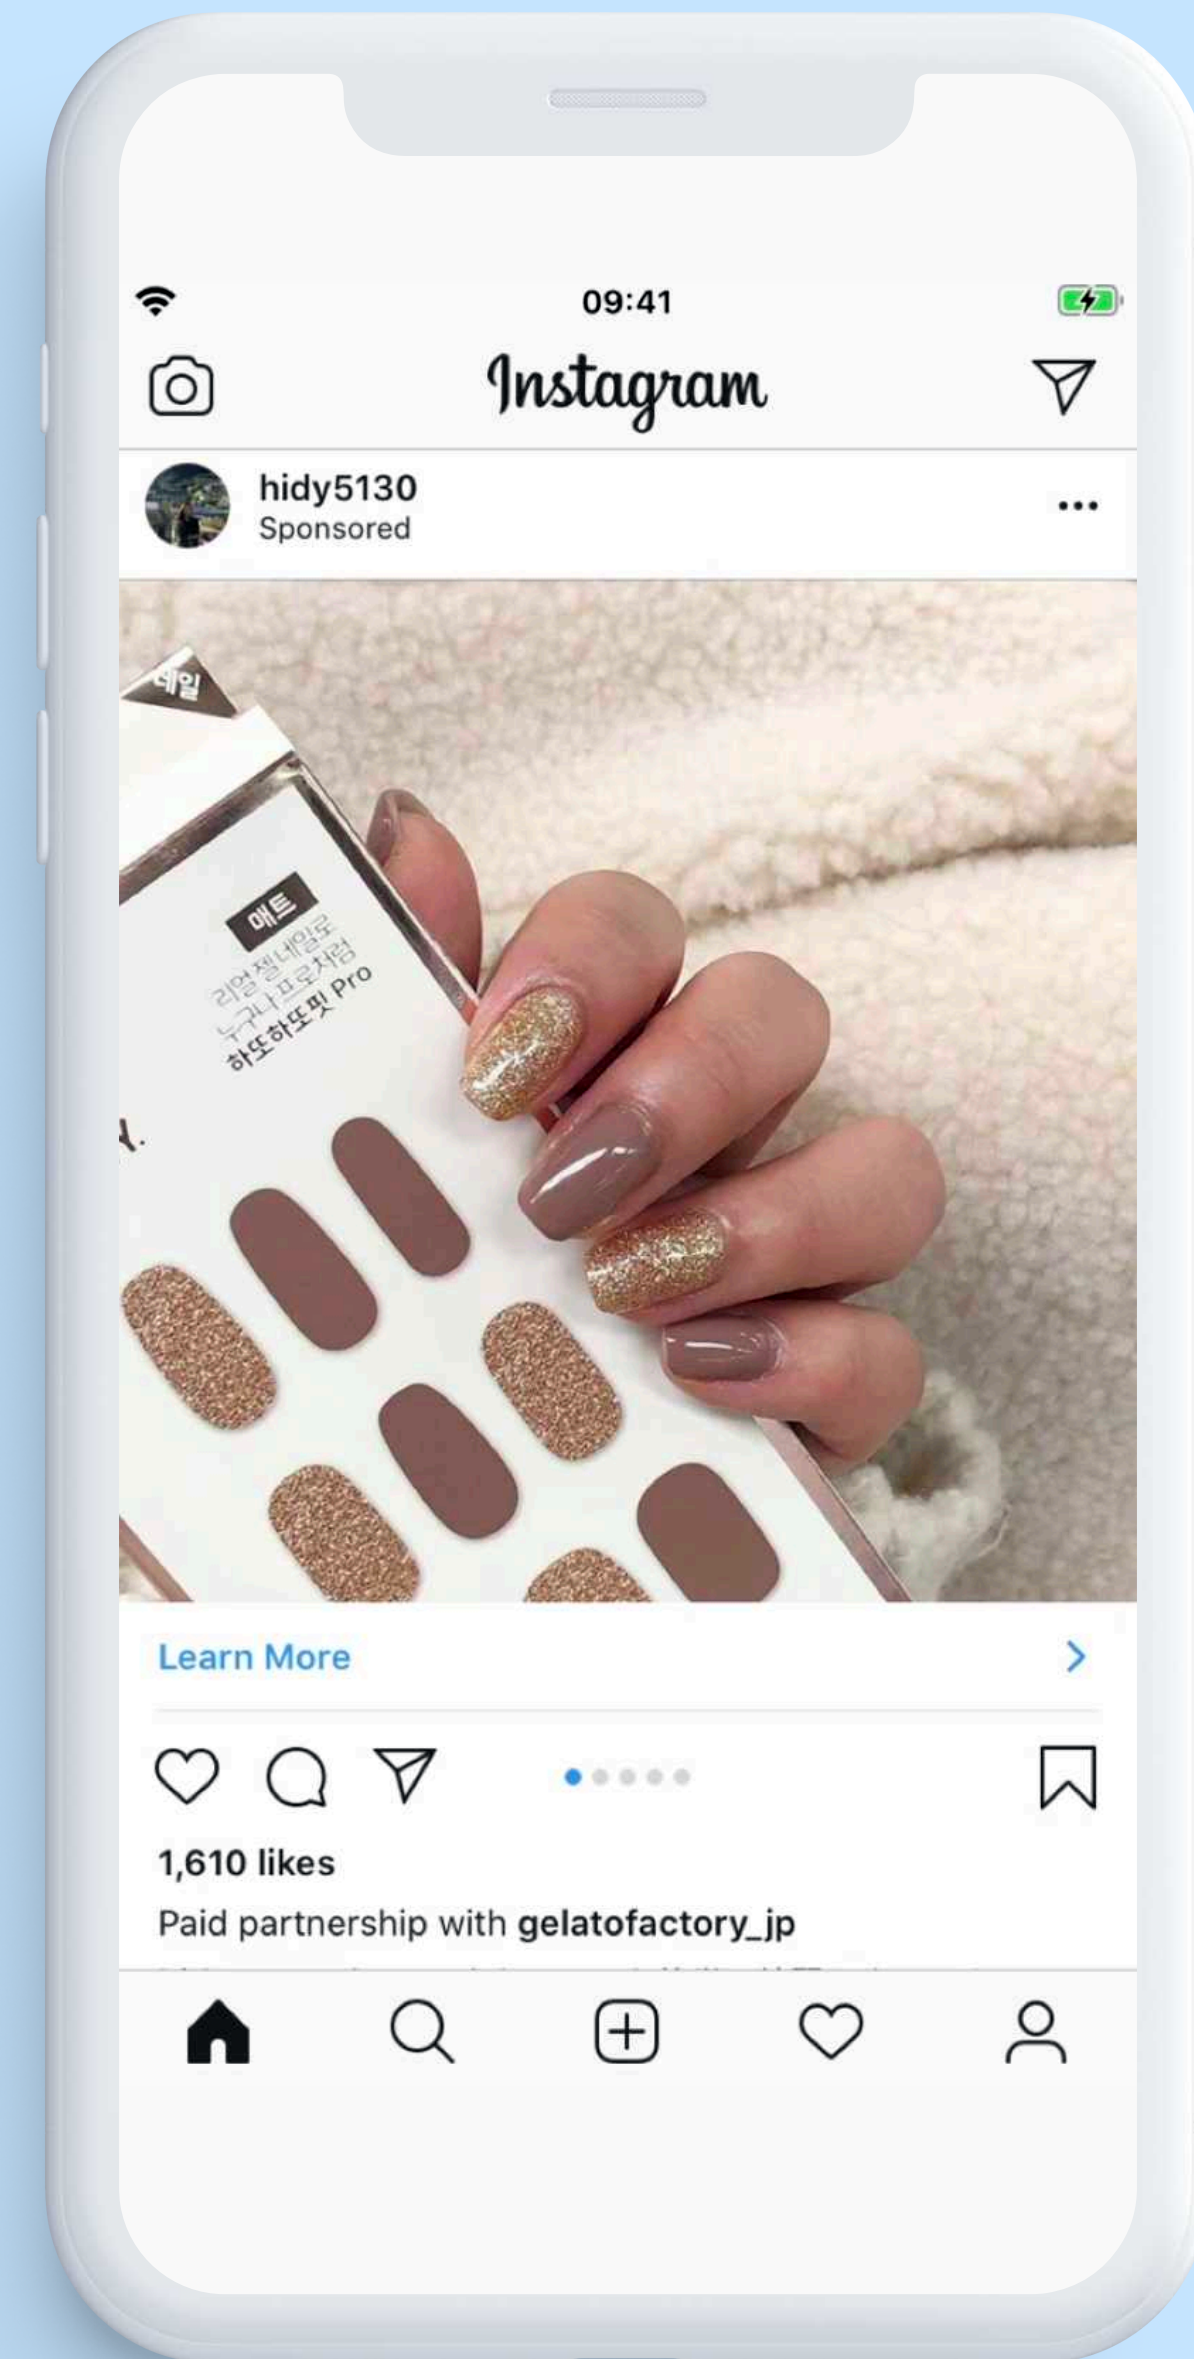 09:41
Instagram
hidy5130
Sponsored
네일
매트
리얼 젤 네일로
누구나 프로처럼
하또하또핏 Pro
Y.
Learn More
1,610 likes
Paid partnership with gelatofactory_jp